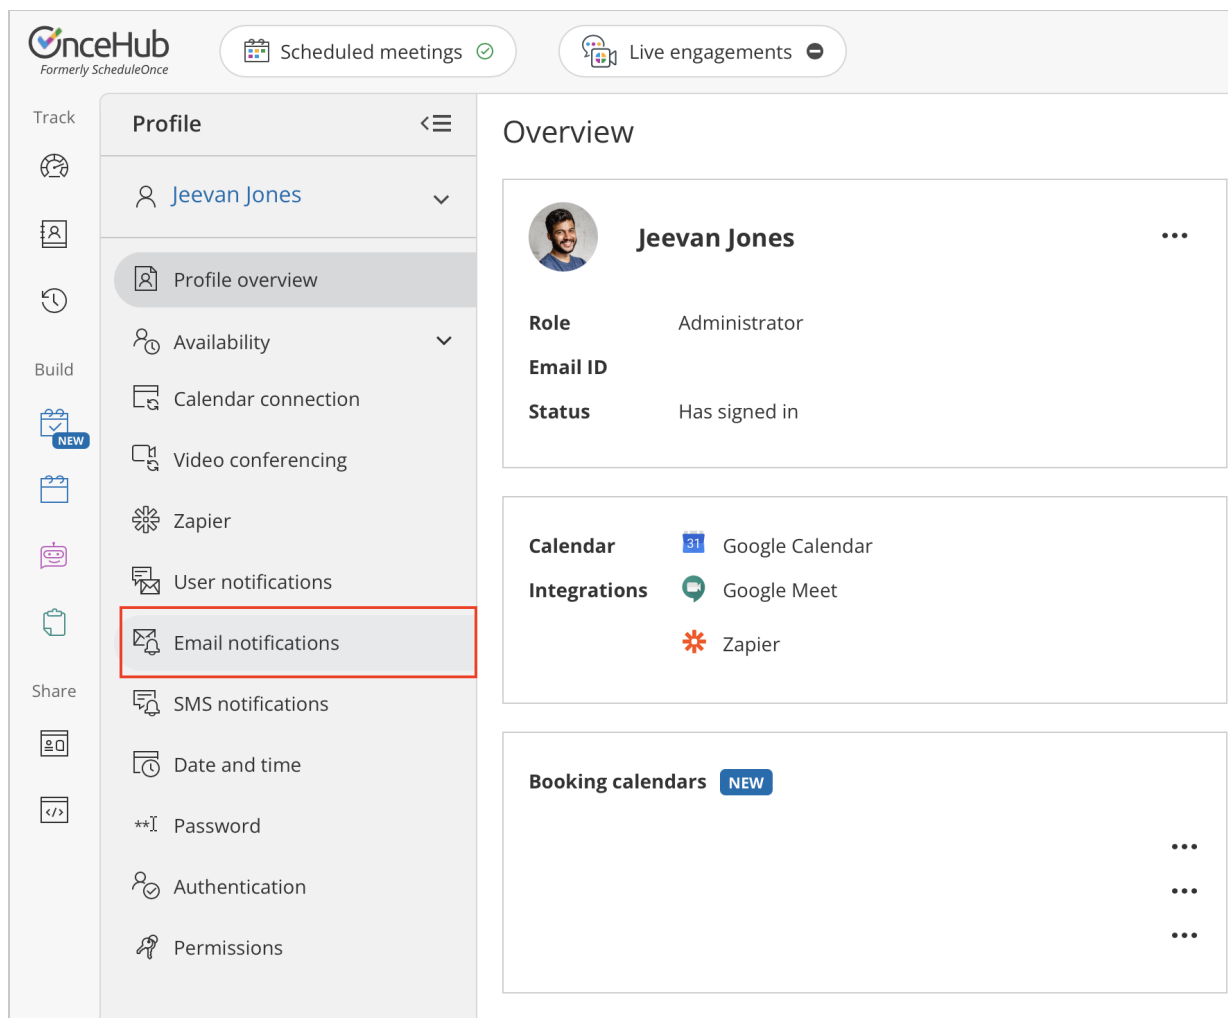 OnceHub
Formerly ScheduleOnce
Scheduled meetings
Live engagements
Track
Build
NEW
Share
Profile
Jeevan Jones
Profile overview
Availability
Calendar connection
Video conferencing
Zapier
User notifications
Email notifications
SMS notifications
Date and time
Password
Authentication
Permissions
Overview
Jeevan Jones
Role Administrator
Email ID
Status Has signed in
Calendar 31 Google Calendar
Integrations Google Meet
Zapier
Booking calendars NEW